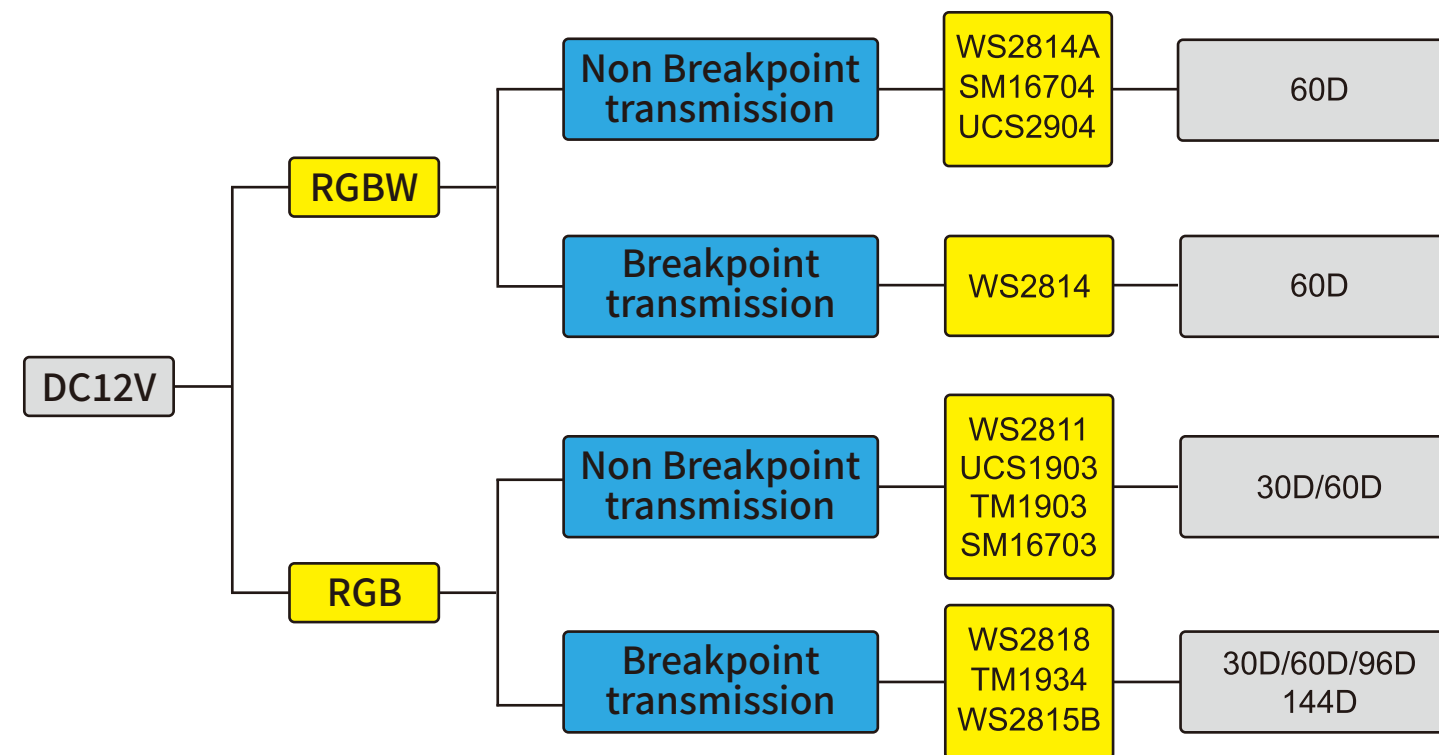 DC12V
RGBW
Non Breakpoint
transmission
WS2814A
SM16704
UCS2904
60D
Breakpoint
transmission
WS2814
60D
RGB
Non Breakpoint
transmission
WS2811
UCS1903
TM1903
SM16703
30D/60D
Breakpoint
transmission
WS2818
TM1934
WS2815B
30D/60D/96D
144D